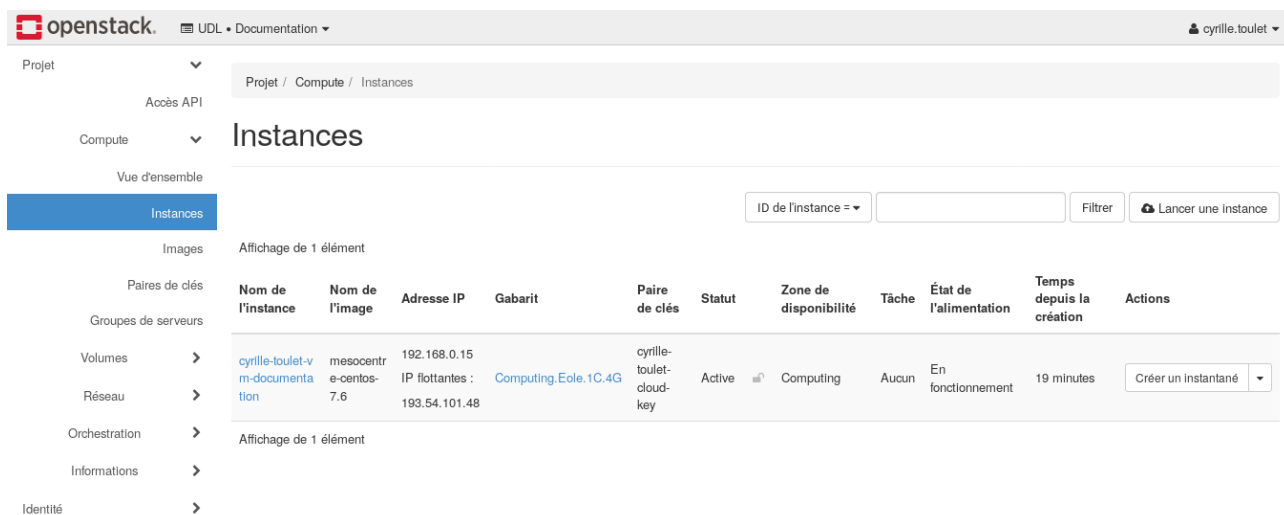 openstack. UDL • Documentation cyrille.toulet
Projet
Accès API
Compute
Vue d'ensemble
Instances
Images
Paires de clés
Groupes de serveurs
Volumes
Réseau
Orchestration
Informations
Identité
Projet / Compute / Instances
Instances
ID de l'instance = Filtrer Lancer une instance
Affichage de 1 élément
Nom de
l'instance
Nom de
l'image
Adresse IP
Gabarit
Paire
de clés
Statut
Zone de
disponibilité
Tâche
État de
l'alimentation
Temps
depuis la
création
Actions
cyrille-toulet-v
m-documenta
tion
mesocentr
e-centos-
7.6
192.168.0.15
IP flottantes :
193.54.101.48
Computing.Eole.1C.4G
cyrille-
toulet-
cloud-
key
Active
Computing
Aucun
En
fonctionnement
19 minutes
Créer un instantané
Affichage de 1 élément